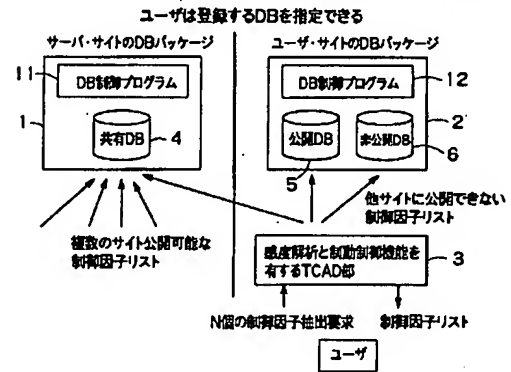 ユーザは登録するDBを指定できる
サーバ・サイトのDBパッケージ
ユーザ・サイトのDBパッケージ
11
DB制御プログラム
DB制御プログラム
12
1
共有DB
4
公開DB
非公開DB
2
5
6
複数のサイト公開可能な
制御因子リスト
他サイトに公開できない
制御因子リスト
感度解析と制動制御機能を
有するTCAD部
3
N個の制御因子抽出要求
制御因子リスト
ユーザ